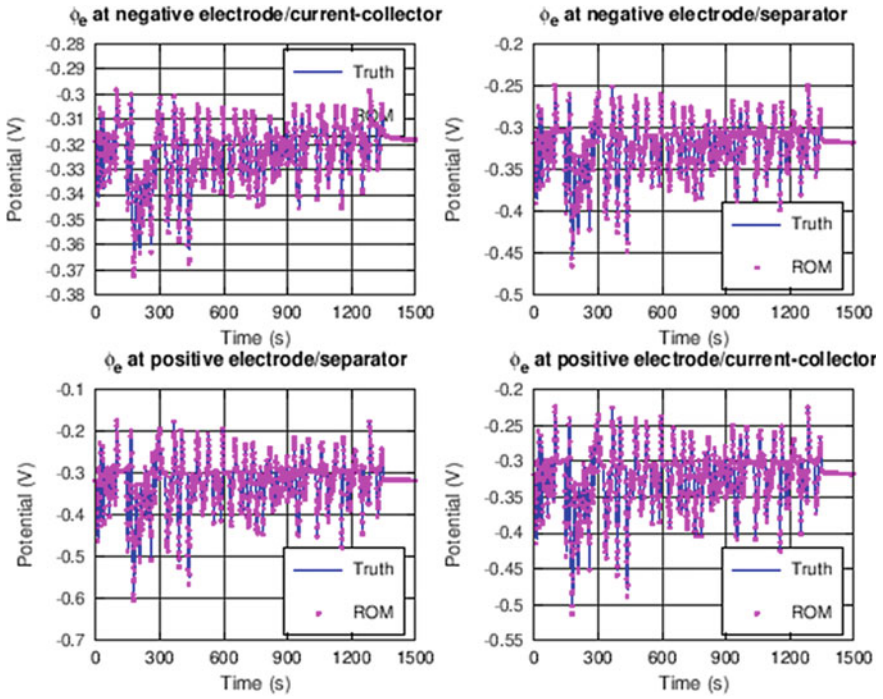 ϕe at negative electrode/current-collector
-0.28
-0.29
-0.3
-0.31
-0.32
-0.33
-0.34
-0.35
-0.36
-0.37
-0.38
Potential (V)
Truth
ROM
0 300 600 900 1200 1500
Time (s)
ϕe at negative electrode/separator
-0.2
-0.25
-0.3
-0.35
-0.4
-0.45
-0.5
Potential (V)
Truth
ROM
0 300 600 900 1200 1500
Time (s)
ϕe at positive electrode/separator
-0.1
-0.2
-0.3
-0.4
-0.5
-0.6
-0.7
Potential (V)
Truth
ROM
0 300 600 900 1200 1500
Time (s)
ϕe at positive electrode/current-collector
-0.2
-0.25
-0.3
-0.35
-0.4
-0.45
-0.5
-0.55
Potential (V)
Truth
ROM
0 300 600 900 1200 1500
Time (s)